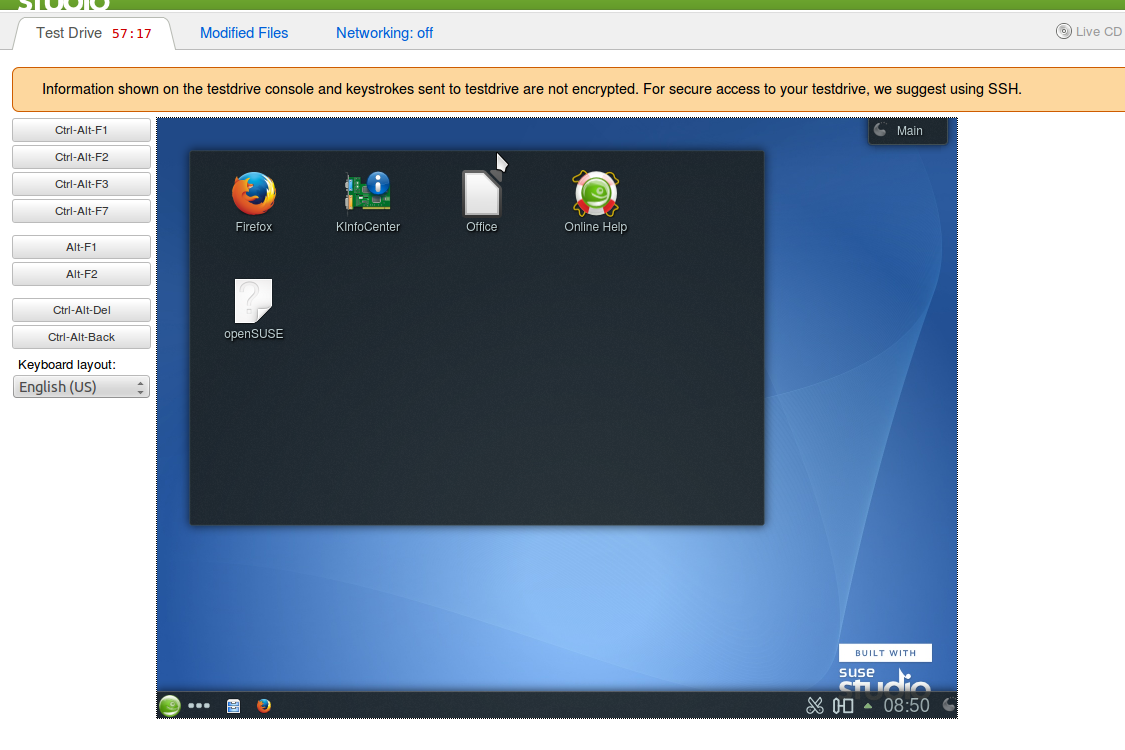 studio
Test Drive 57:17
Modified Files
Networking: off
Live CD
Information shown on the testdrive console and keystrokes sent to testdrive are not encrypted. For secure access to your testdrive, we suggest using SSH.
Ctrl-Alt-F1
Ctrl-Alt-F2
Ctrl-Alt-F3
Ctrl-Alt-F7
Alt-F1
Alt-F2
Ctrl-Alt-Del
Ctrl-Alt-Back
Keyboard layout:
English (US)
Main
Firefox
KInfoCenter
Office
Online Help
openSUSE
BUILT WITH
suse
studio
08:50